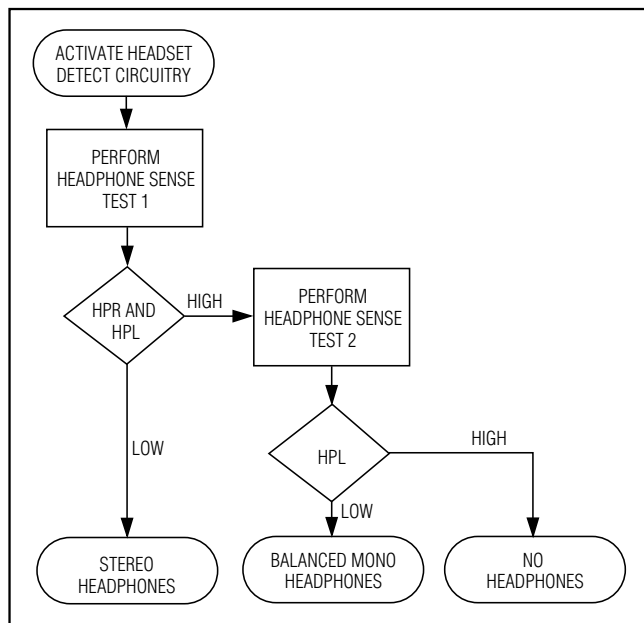 ACTIVATE HEADSET
DETECT CIRCUITRY
PERFORM
HEADPHONE SENSE
TEST 1
HPR AND
HPL
HIGH
PERFORM
HEADPHONE SENSE
TEST 2
LOW
HPL
HIGH
LOW
STEREO
HEADPHONES
BALANCED MONO
HEADPHONES
NO
HEADPHONES